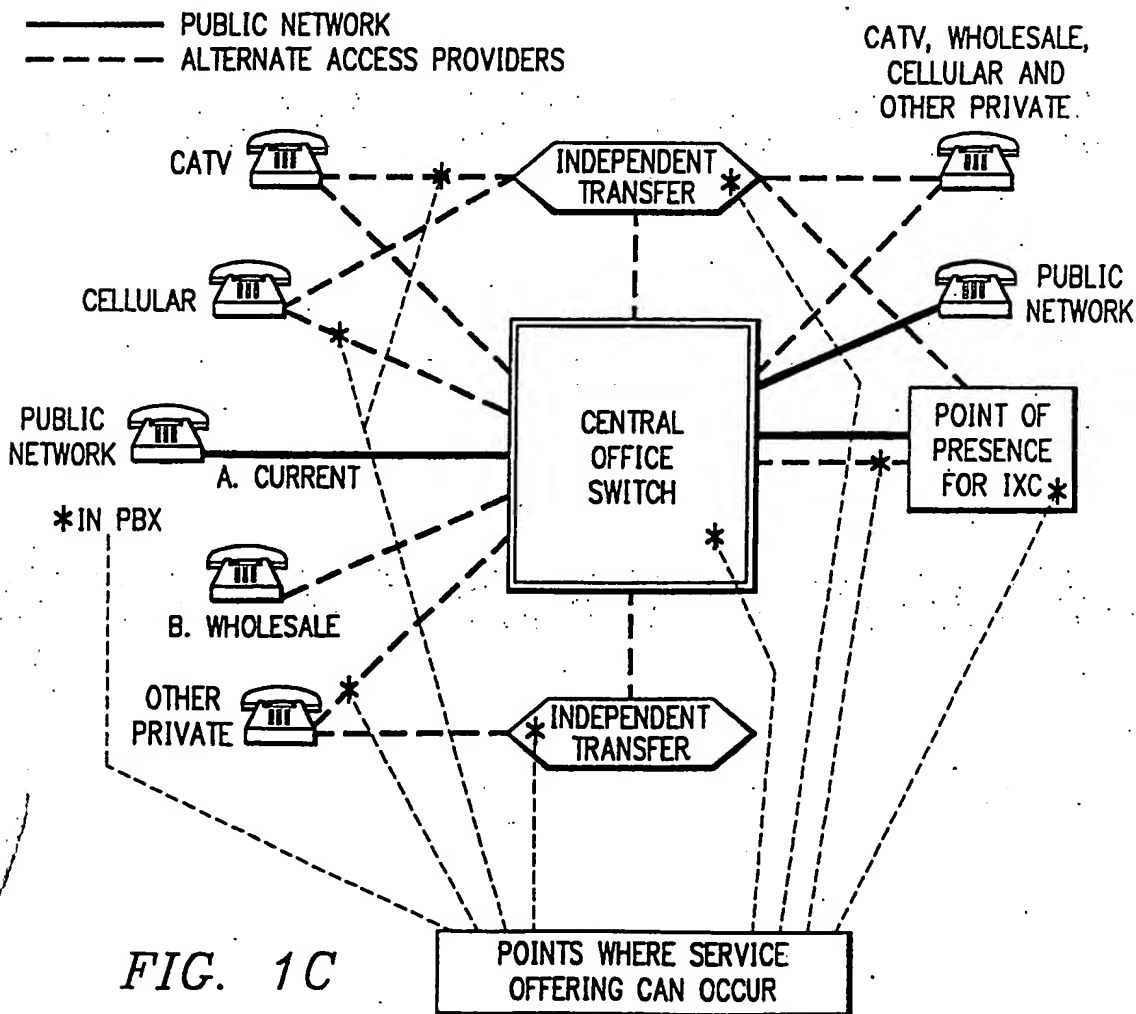 PUBLIC NETWORK
ALTERNATE ACCESS PROVIDERS
CATV, WHOLESALE,
CELLULAR AND
OTHER PRIVATE
CATV
INDEPENDENT
TRANSFER
*
*
CELLULAR
*
PUBLIC
NETWORK
PUBLIC
NETWORK
A. CURRENT
CENTRAL
OFFICE
SWITCH
*
POINT OF
PRESENCE
FOR IXC *
*
* IN PBX
B. WHOLESALE
OTHER
PRIVATE
*
INDEPENDENT
TRANSFER
*
POINTS WHERE SERVICE
OFFERING CAN OCCUR
FIG. 1C